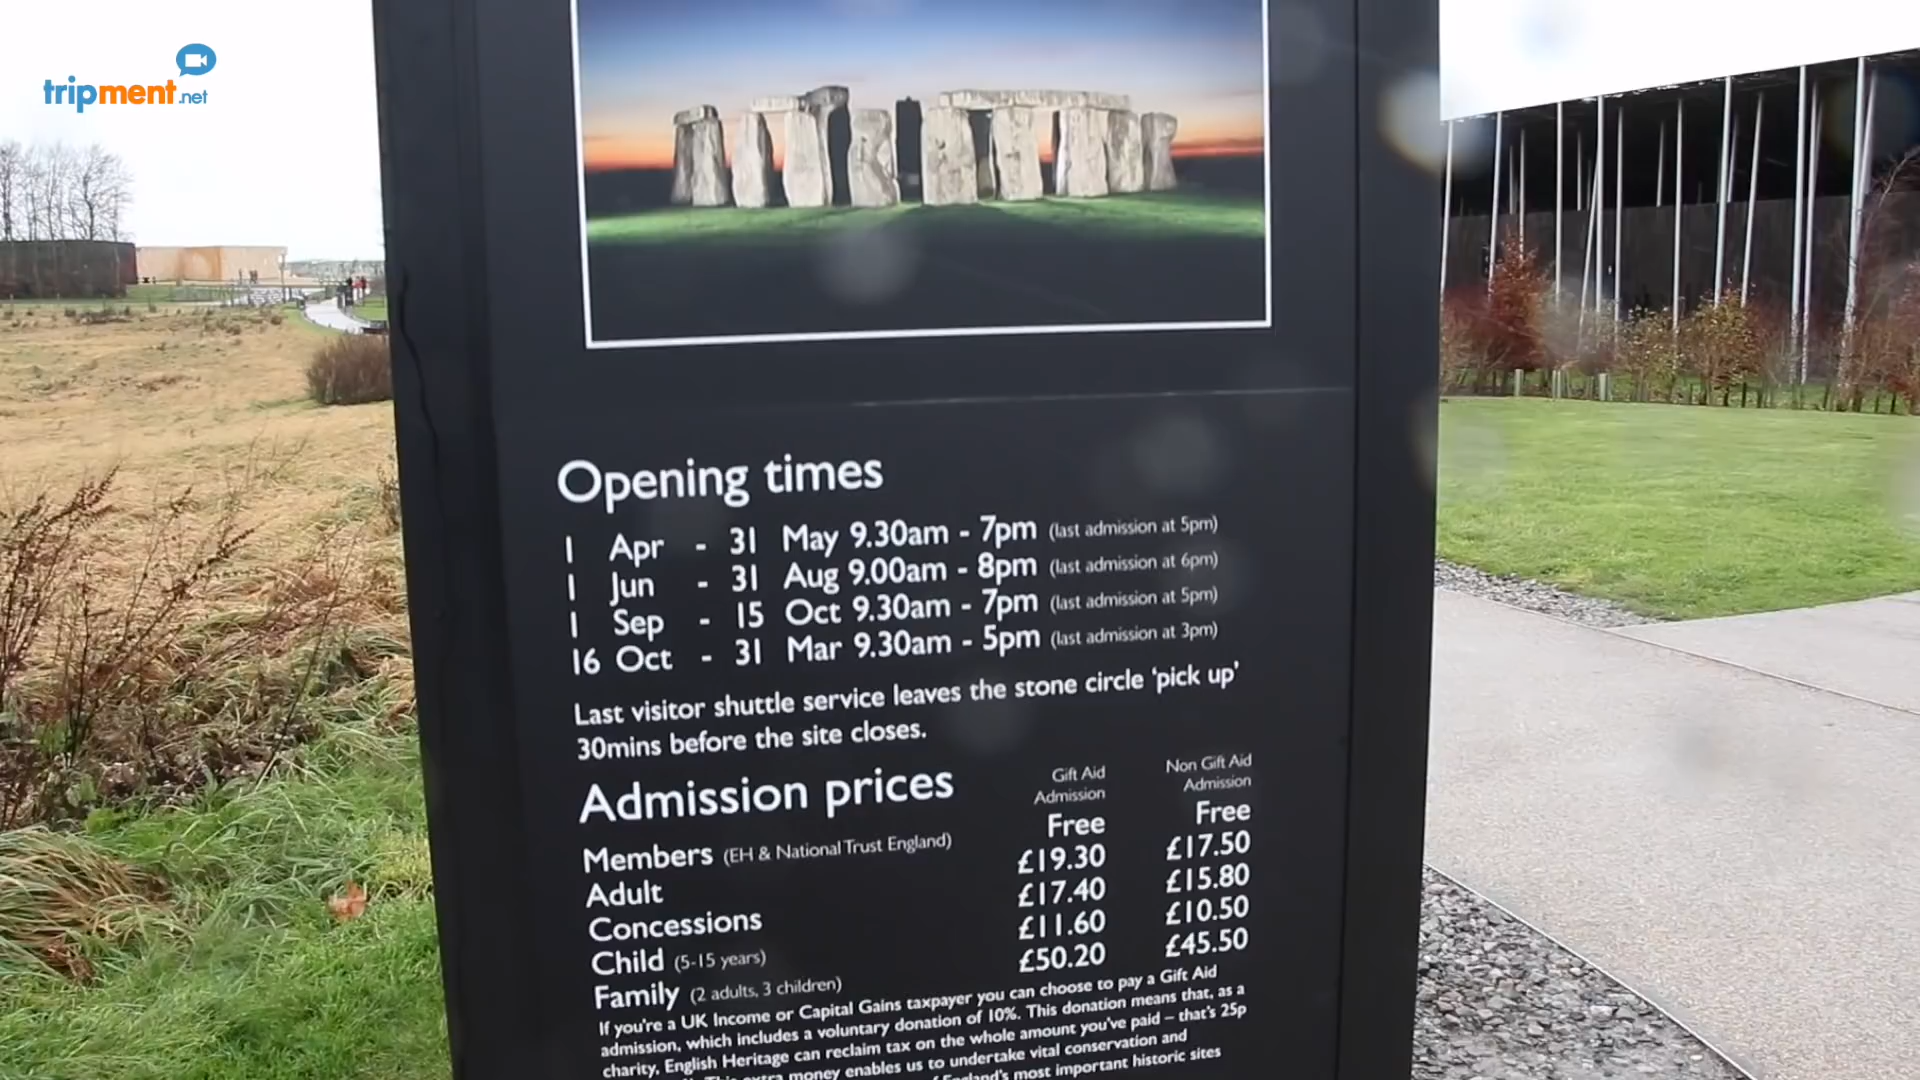 tripment.net
Opening times
1 Apr - 31 May 9.30am - 7pm (last admission at 5pm)
1 Jun - 31 Aug 9.00am - 8pm (last admission at 6pm)
1 Sep - 15 Oct 9.30am - 7pm (last admission at 5pm)
16 Oct - 31 Mar 9.30am - 5pm (last admission at 3pm)
Last visitor shuttle service leaves the stone circle ‘pick up’
30mins before the site closes.
Admission prices
Gift Aid Admission
Non Gift Aid Admission
Members (EH & National Trust England) Free Free
Adult £19.30 £17.50
Concessions £17.40 £15.80
Child (5-15 years) £11.60 £10.50
Family (2 adults, 3 children) £50.20 £45.50
If you’re a UK Income or Capital Gains taxpayer you can choose to pay a Gift Aid
admission, which includes a voluntary donation of 10%. This donation means that, as a
charity, English Heritage can reclaim tax on the whole amount you’ve paid – that’s 25p
extra money enables us to undertake vital conservation and
England’s most important historic sites